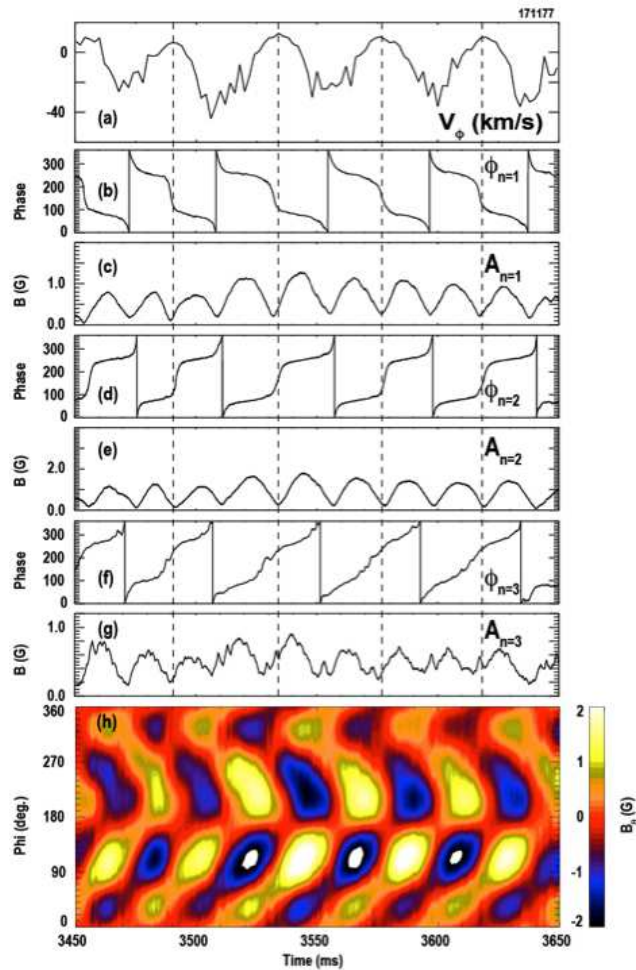 171177
0
-20
-40
(a)
V_ϕ (km/s)
Phase
300
200
100
0
(b)
ϕ_n=1
B (G)
1.0
0.0
(c)
A_n=1
Phase
300
200
100
0
(d)
ϕ_n=2
B (G)
2.0
0.0
(e)
A_n=2
Phase
300
200
100
0
(f)
ϕ_n=3
B (G)
1.0
0.0
(g)
A_n=3
Phi (deg.)
360
270
180
90
0
(h)
3450
3500
3550
3600
3650
Time (ms)
2
1
0
-1
-2